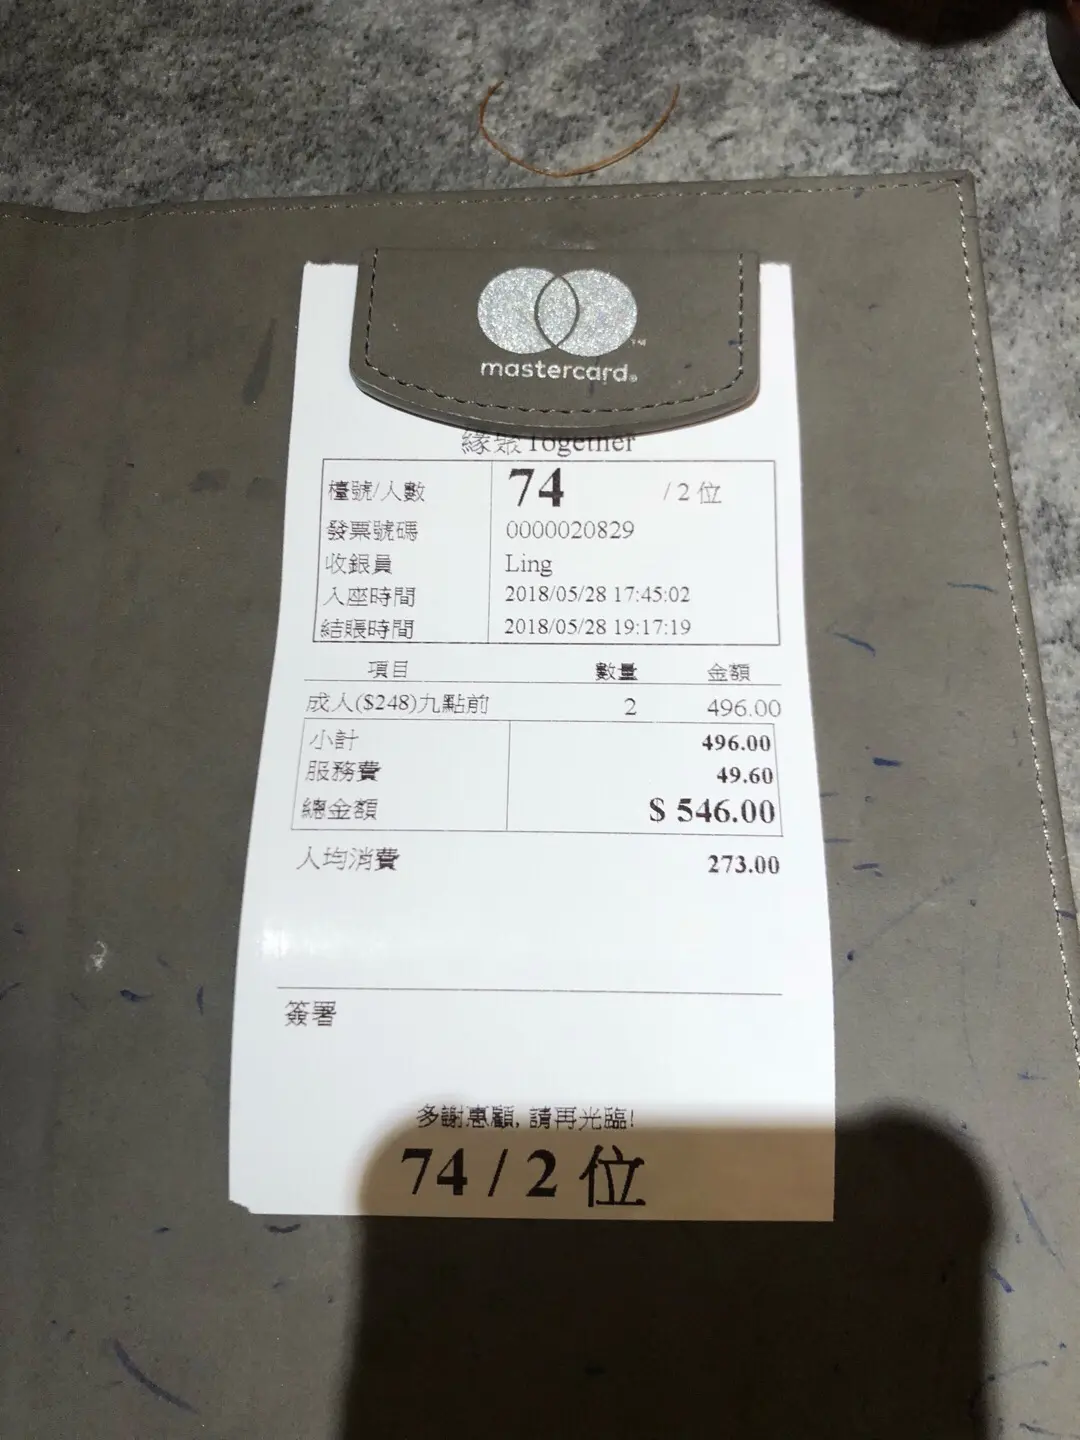 mastercard®
緣聚 Together
檯號/人數 74 / 2 位
發票號碼 0000020829
收銀員 Ling
入座時間 2018/05/28 17:45:02
結賬時間 2018/05/28 19:17:19
項目 數量 金額
成人($248)九點前 2 496.00
小計 496.00
服務費 49.60
總金額 $ 546.00
人均消費 273.00
簽署
多謝惠顧, 請再光臨!
74 / 2 位